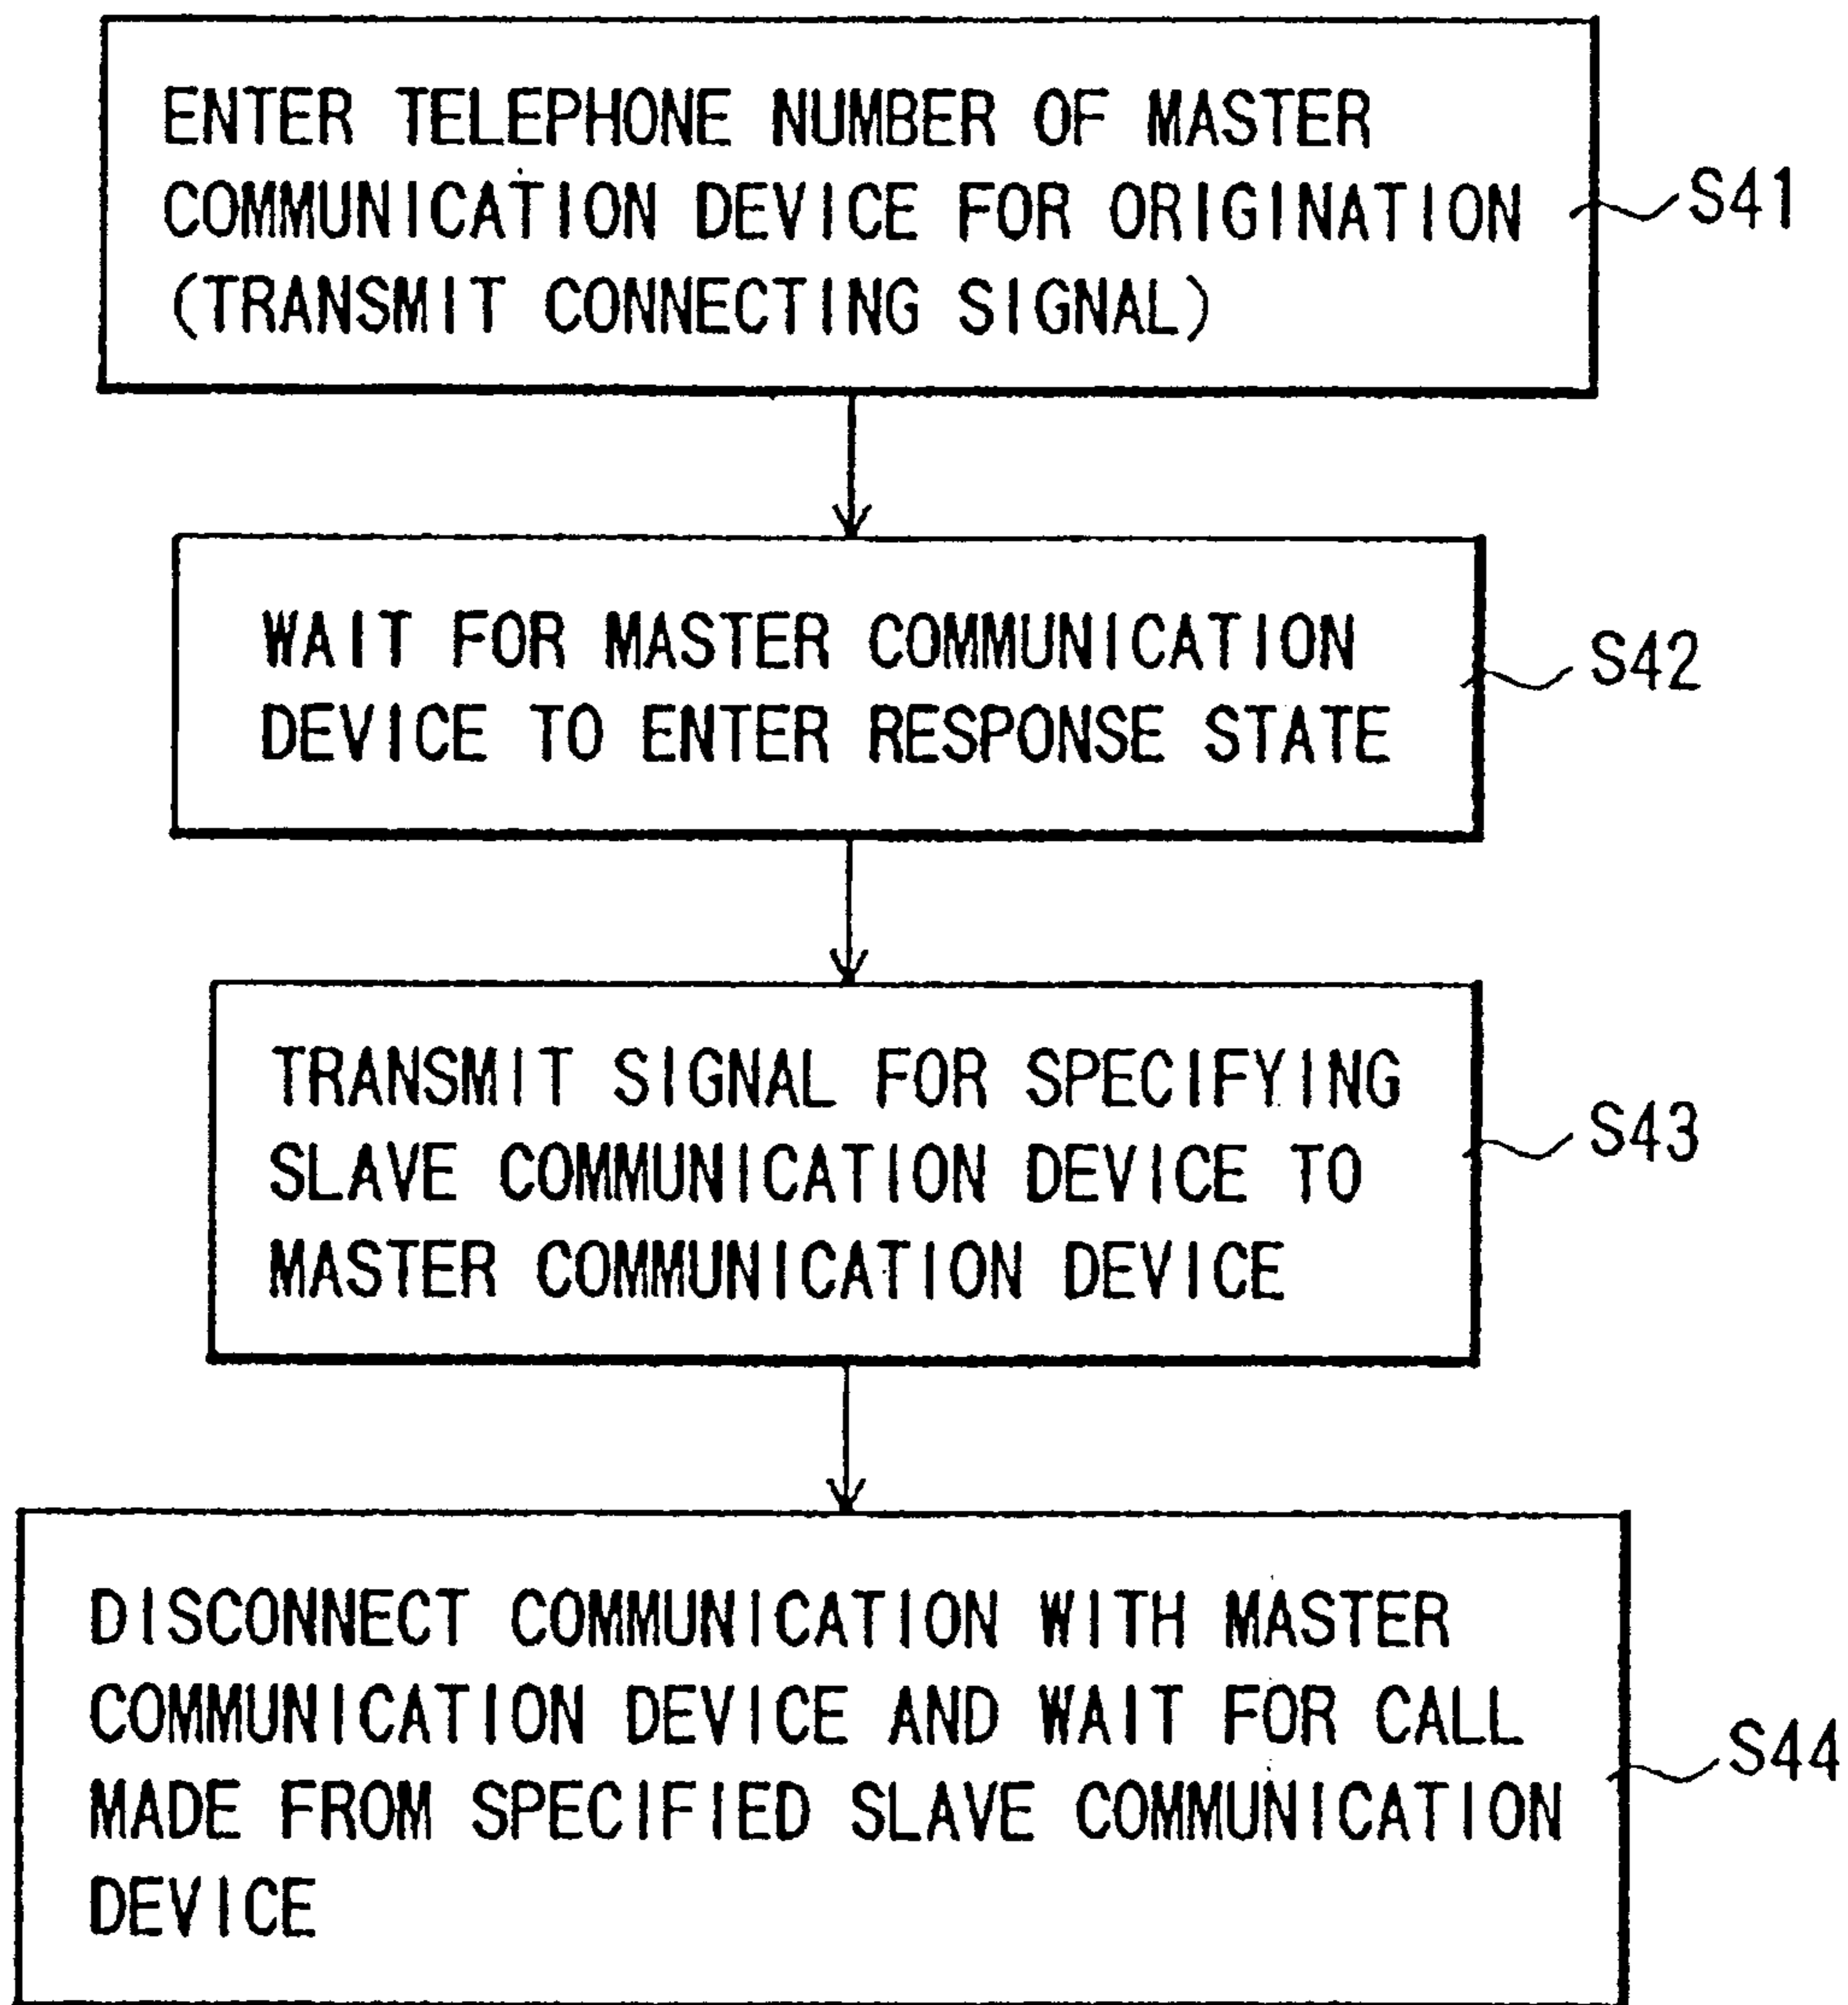 ENTER TELEPHONE NUMBER OF MASTER
COMMUNICATION DEVICE FOR ORIGINATION
(TRANSMIT CONNECTING SIGNAL)
S41
WAIT FOR MASTER COMMUNICATION
DEVICE TO ENTER RESPONSE STATE
S42
TRANSMIT SIGNAL FOR SPECIFYING
SLAVE COMMUNICATION DEVICE TO
MASTER COMMUNICATION DEVICE
S43
DISCONNECT COMMUNICATION WITH MASTER
COMMUNICATION DEVICE AND WAIT FOR CALL
MADE FROM SPECIFIED SLAVE COMMUNICATION
DEVICE
S44